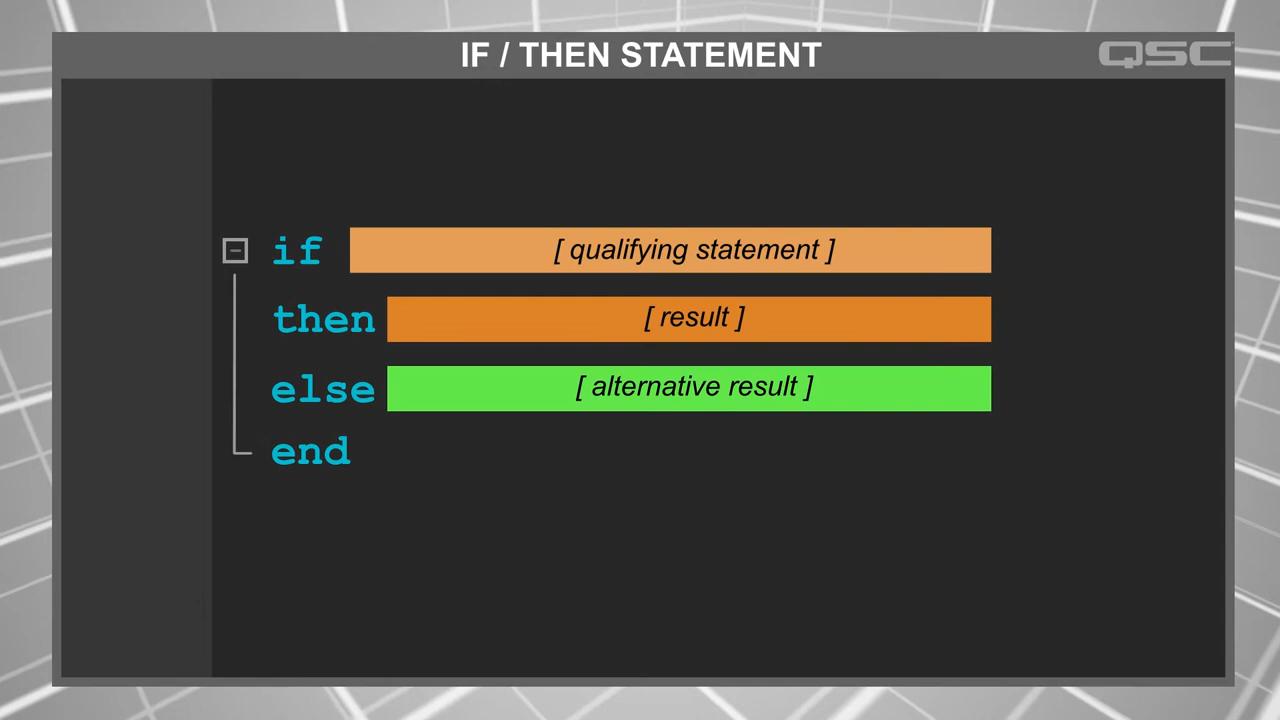 IF / THEN STATEMENT
QSC
if [ qualifying statement ]
then [ result ]
else [ alternative result ]
end